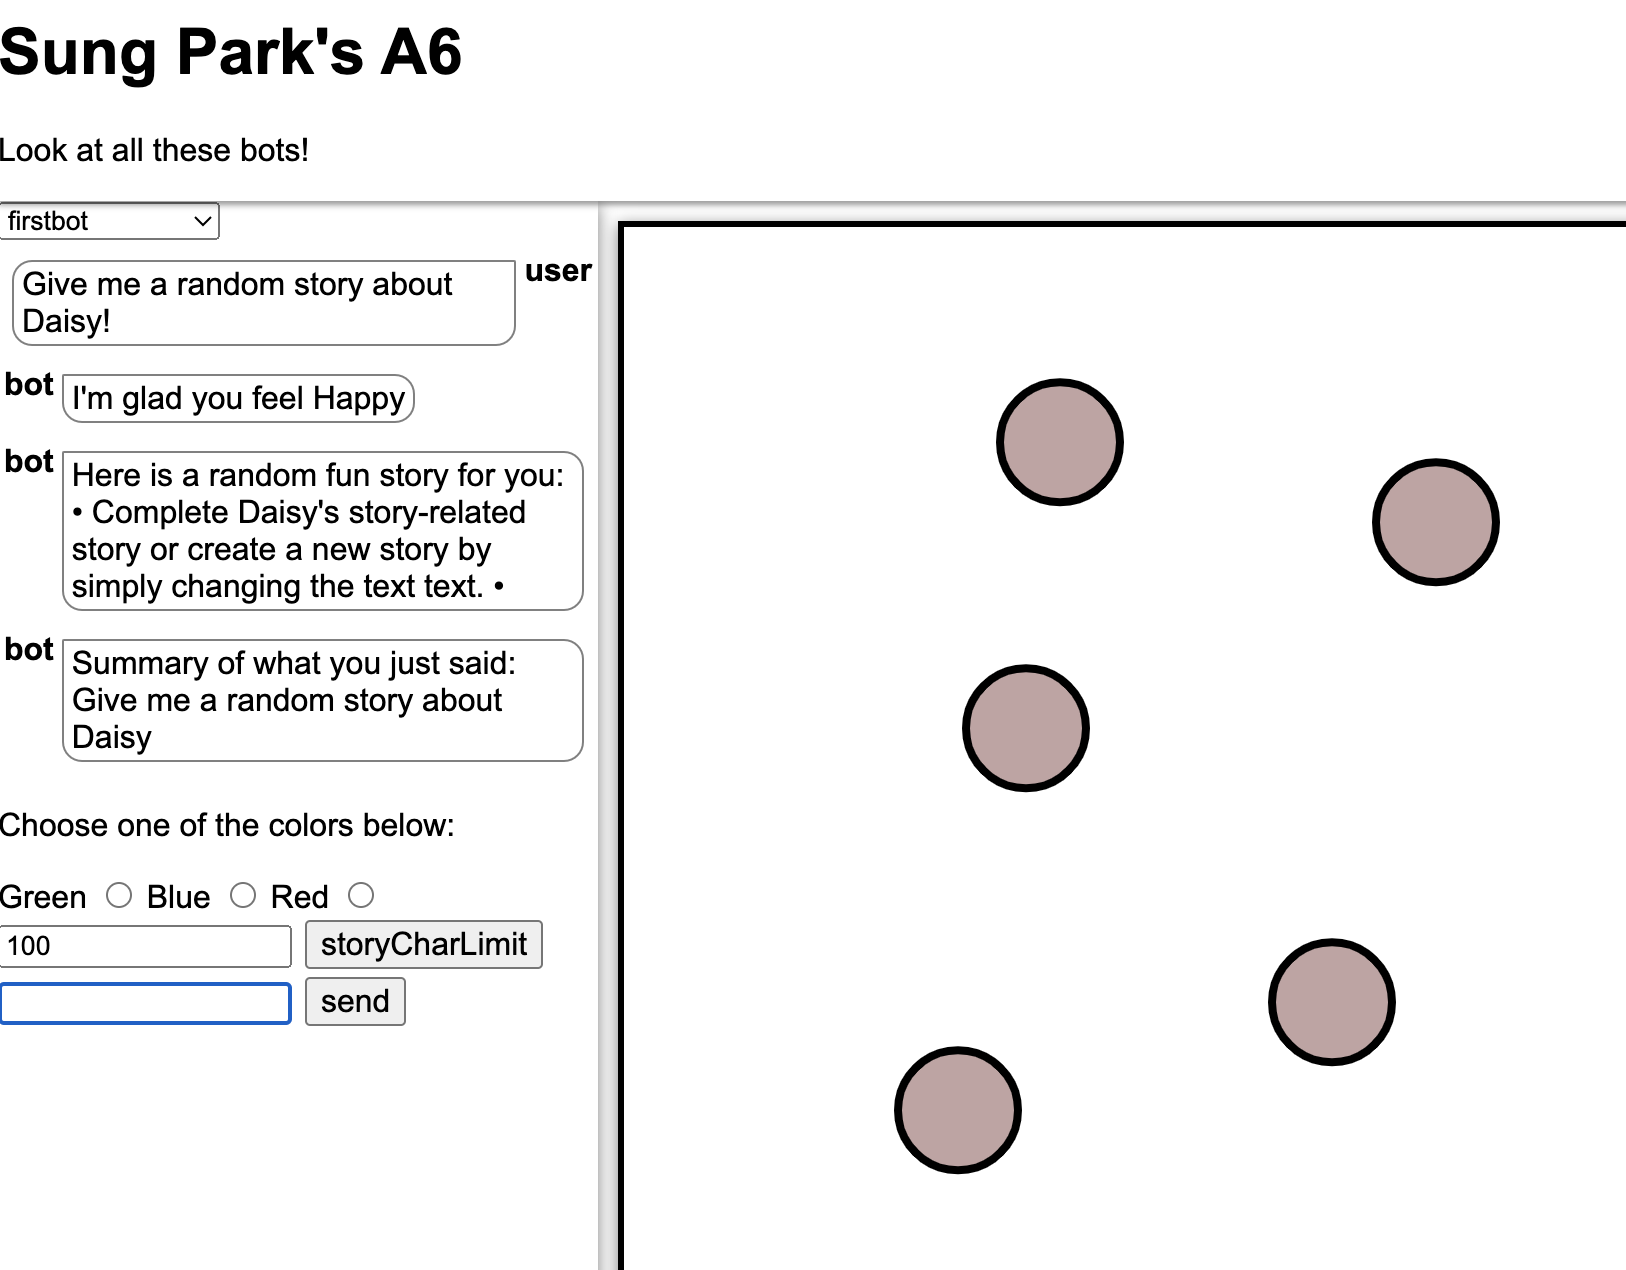 Sung Park's A6
Look at all these bots!
firstbot
Give me a random story about
Daisy!
user
bot
I'm glad you feel Happy
bot
Here is a random fun story for you:
• Complete Daisy's story-related
story or create a new story by
simply changing the text text. •
bot
Summary of what you just said:
Give me a random story about
Daisy
Choose one of the colors below:
Green Blue Red
100 storyCharLimit
send